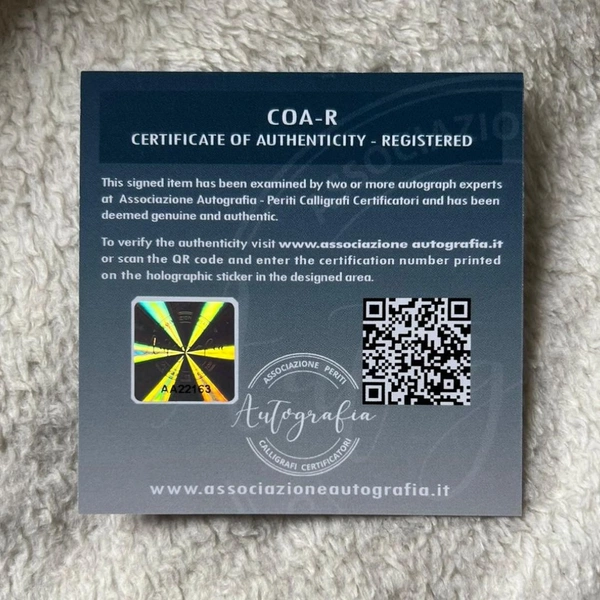 COA-R
CERTIFICATE OF AUTHENTICITY - REGISTERED
This signed item has been examined by two or more autograph experts
at Associazione Autografia - Periti Calligrafi Certificatori and has been
deemed genuine and authentic.
To verify the authenticity visit www.associazione autografia.it
or scan the QR code and enter the certification number printed
on the holographic sticker in the designed area.
AA22163
ASSOCIAZIONE PERITI
Autografia
CALLIGRAFI CERTIFICATORI
www.associazioneautografia.it